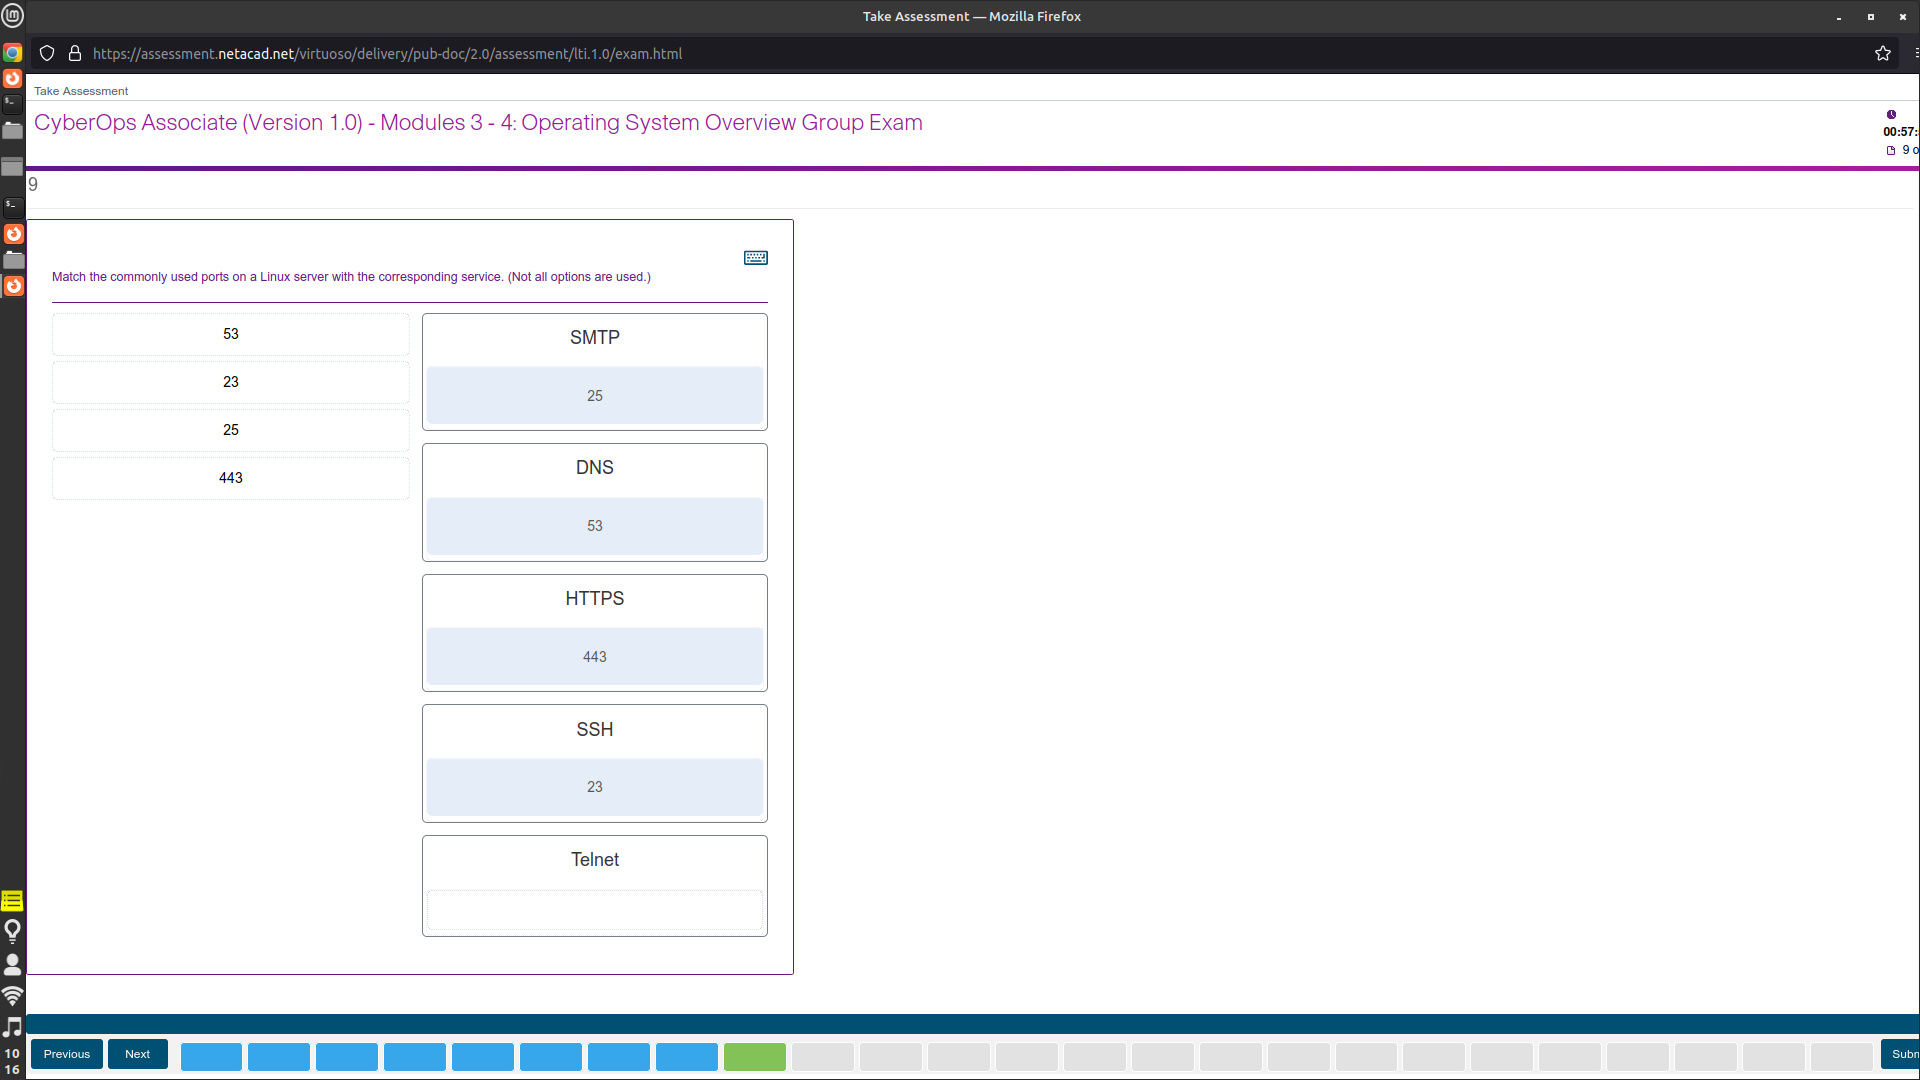 Take Assessment — Mozilla Firefox
https://assessment.netacad.net/virtuoso/delivery/pub-doc/2.0/assessment/lti.1.0/exam.html
Take Assessment
CyberOps Associate (Version 1.0) - Modules 3 - 4: Operating System Overview Group Exam
00:57:
9 o
9
Match the commonly used ports on a Linux server with the corresponding service. (Not all options are used.)
53
23
25
443
SMTP
25
DNS
53
HTTPS
443
SSH
23
Telnet
10
16
Previous
Next
Subm